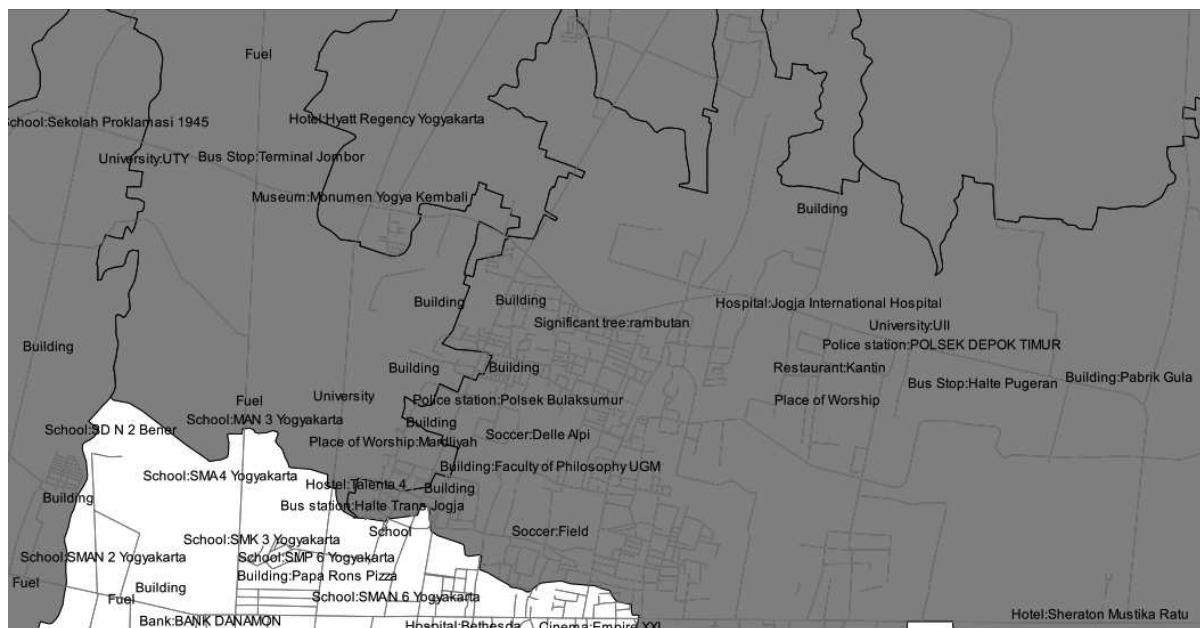 Fuel
School:Sekolah Proklamasi 1945
Hotel:Hyatt Regency Yogyakarta
University:UTY
Bus Stop:Terminal Jombor
Museum:Monumen Yogya Kembali
Building
Building
Building
Hospital:Jogja International Hospital
Significant tree:rambutan
University:UII
Building
Police station:POLSEK DEPOK TIMUR
Building
Building
Restaurant:Kantin
Bus Stop:Halte Pugeran
Building:Pabrik Gula
Fuel
University
Police station:Polsek Bulaksumur
Place of Worship
School:MAN 3 Yogyakarta
Building
School:SD N 2 Bener
Place of Worship:Mardliyah
Soccer:Delle Alpi
Building:Faculty of Philosophy UGM
School:SMA4 Yogyakarta
Hostel:Talenta 4
Building
Building
Bus station:Halte Trans Jogja
School
Soccer:Field
School:SMK 3 Yogyakarta
School:SMAN 2 Yogyakarta
School:SMP 6 Yogyakarta
Building:Papa Rons Pizza
Fuel
Building
Fuel
School:SMAN 6 Yogyakarta
Hotel:Sheraton Mustika Ratu
Bank:BANK DANAMON
Hospital:Bethesda
Cinema:Empire XXI